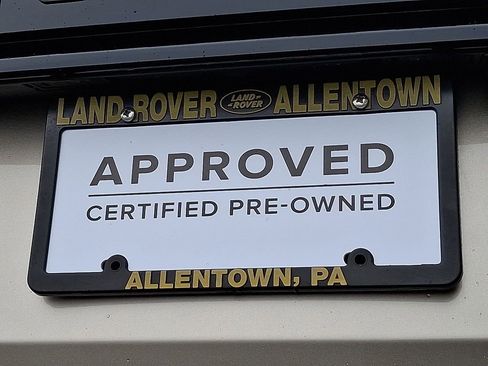 LAND ROVER LAND-ROVER ALLENTOWN
APPROVED
CERTIFIED PRE-OWNED
ALLENTOWN, PA